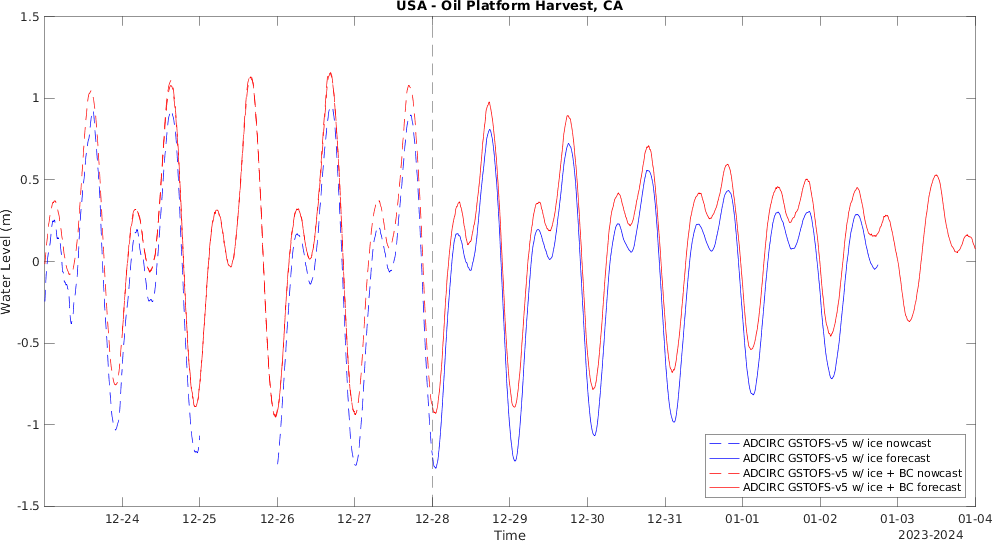 USA - Oil Platform Harvest, CA
1.5
1
0.5
0
-0.5
-1
-1.5
Water Level (m)
12-24
12-25
12-26
12-27
12-28
12-29
12-30
12-31
01-01
01-02
01-03
01-04
Time
2023-2024
ADCIRC GSTOFS-v5 w/ ice nowcast
ADCIRC GSTOFS-v5 w/ ice forecast
ADCIRC GSTOFS-v5 w/ ice + BC nowcast
ADCIRC GSTOFS-v5 w/ ice + BC forecast